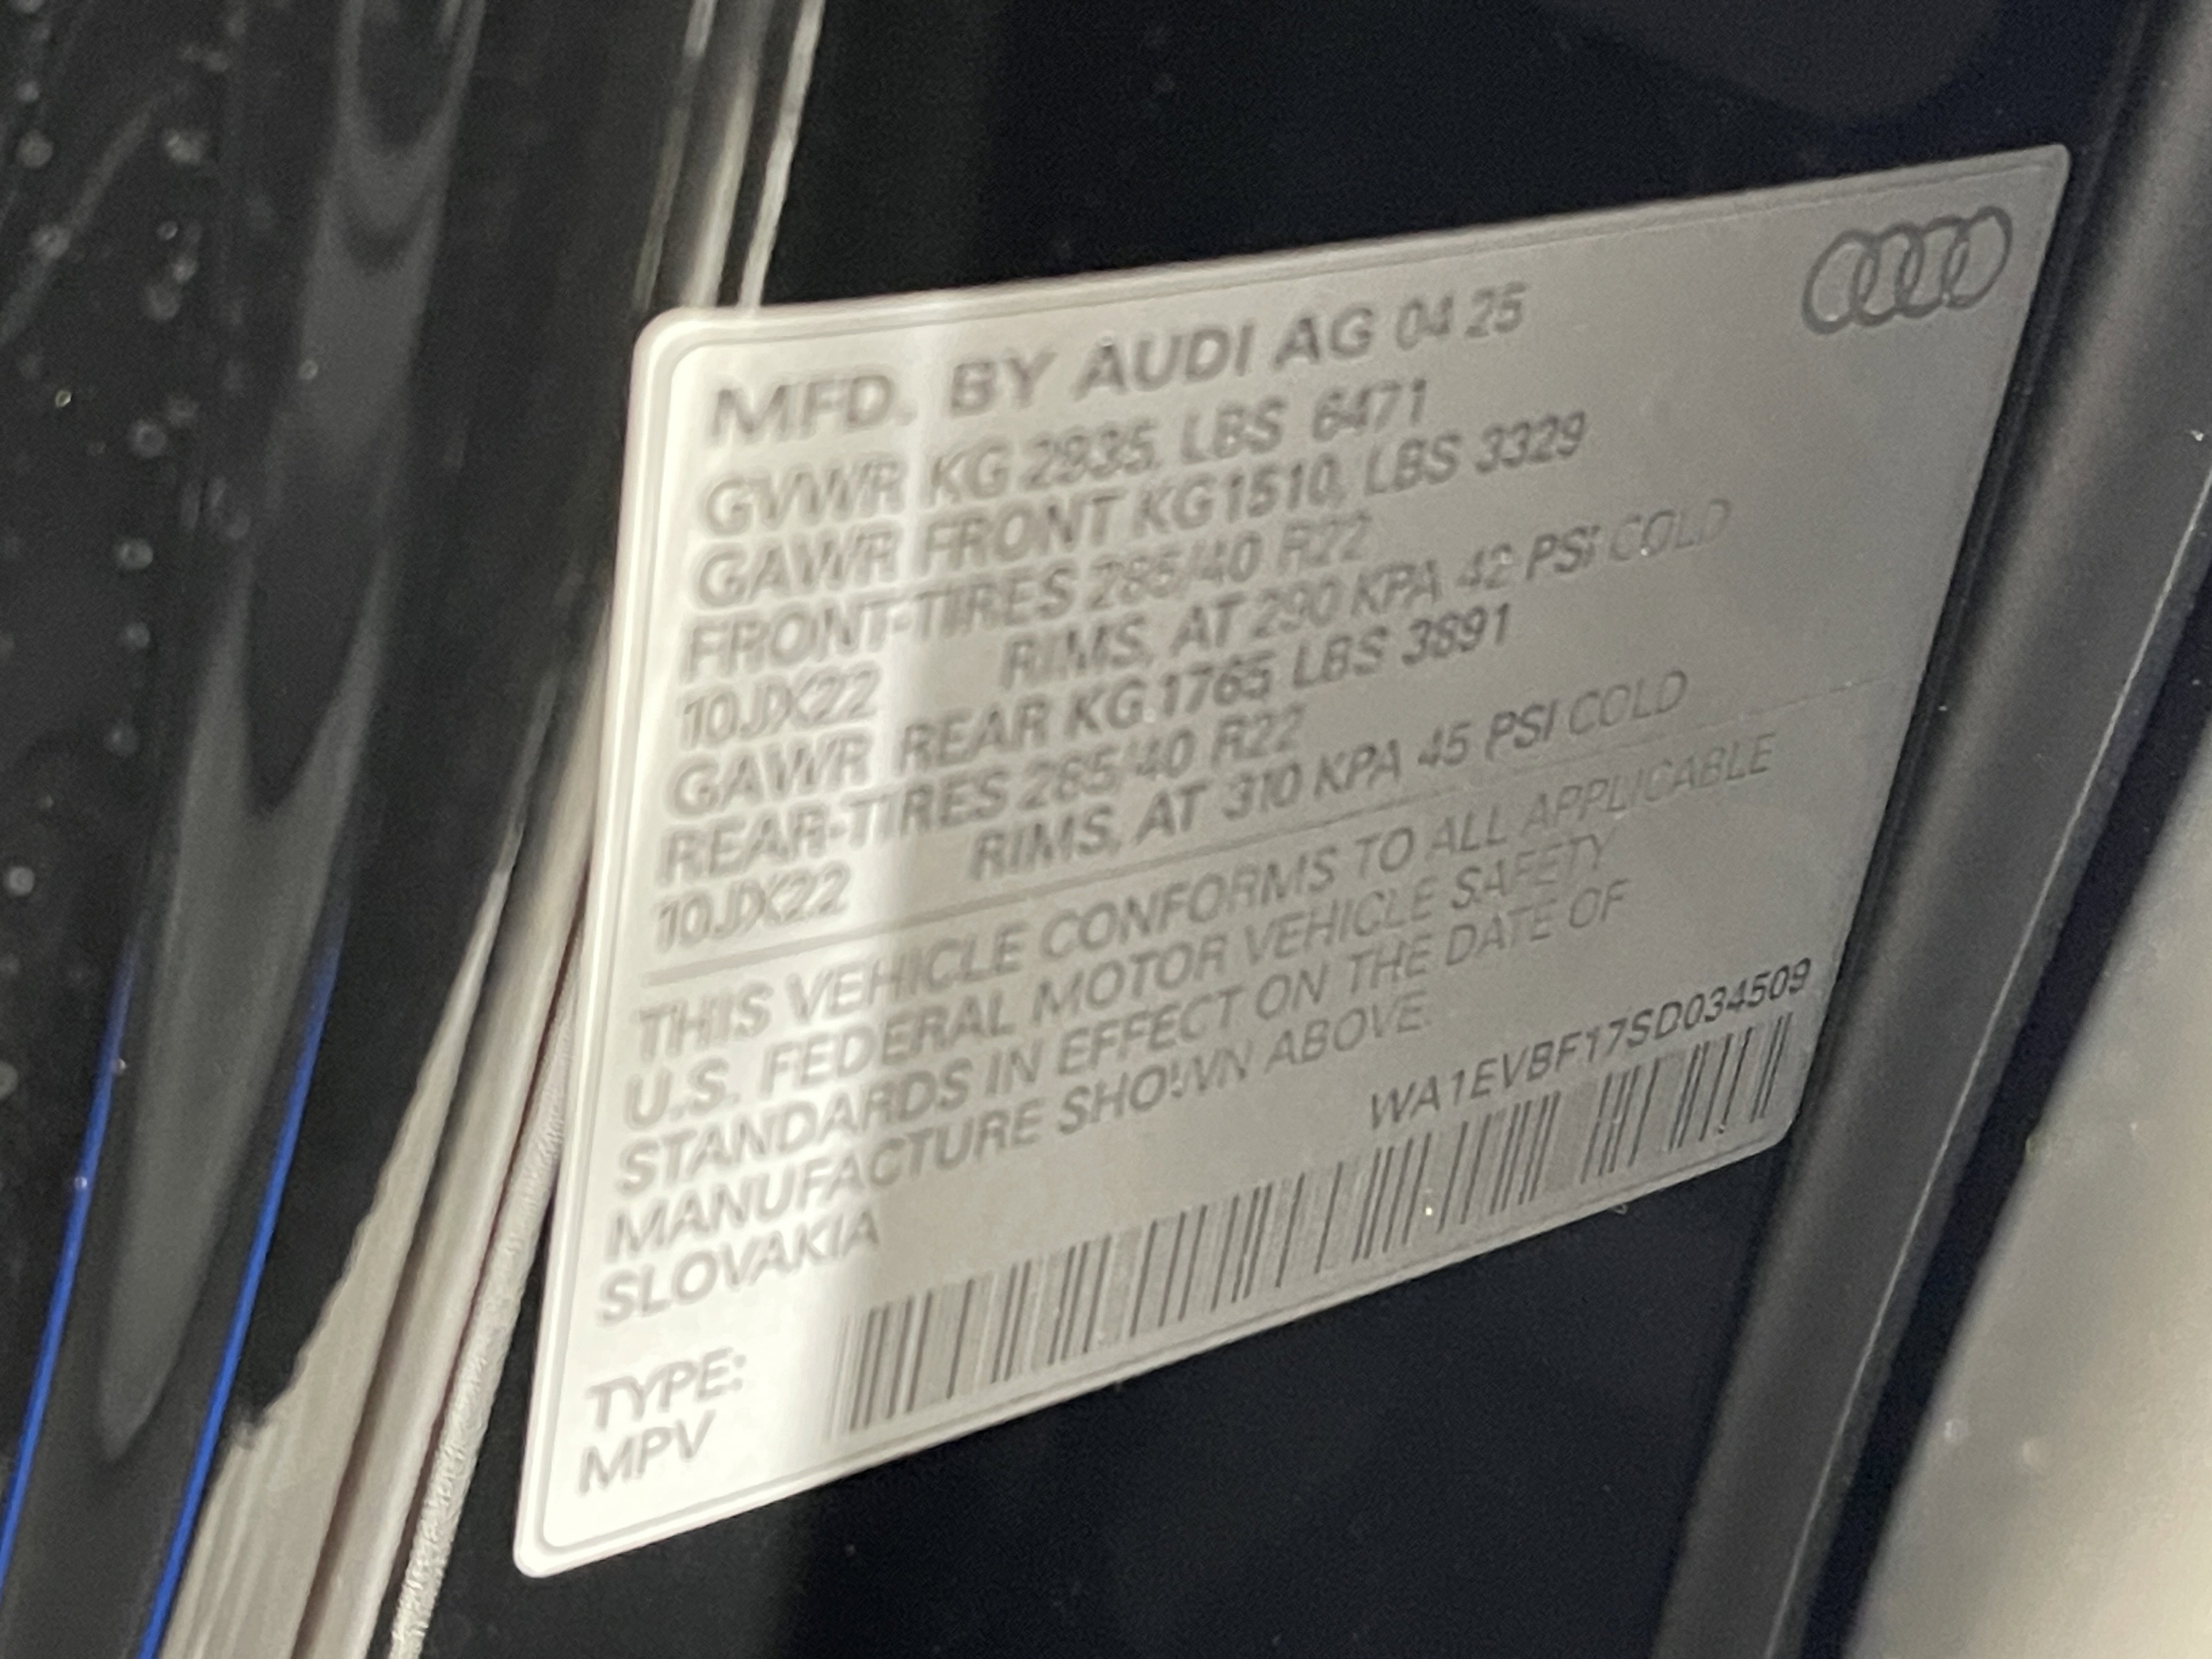 MFD. BY AUDI AG 04 25
GVWR KG 2935, LBS 6471
GAWR FRONT KG1510, LBS 3329
FRONT-TIRES 285/40 R22
10JX22 RIMS, AT 290 KPA 42 PSI COLD
GAWR REAR KG 1765 LBS 3891
REAR-TIRES 285/40 R22
10JX22 RIMS, AT 310 KPA 45 PSI COLD
THIS VEHICLE CONFORMS TO ALL APPLICABLE
U.S. FEDERAL MOTOR VEHICLE SAFETY
STANDARDS IN EFFECT ON THE DATE OF
MANUFACTURE SHOWN ABOVE.
SLOVAKIA
WA1EVBF17SD034509
TYPE:
MPV